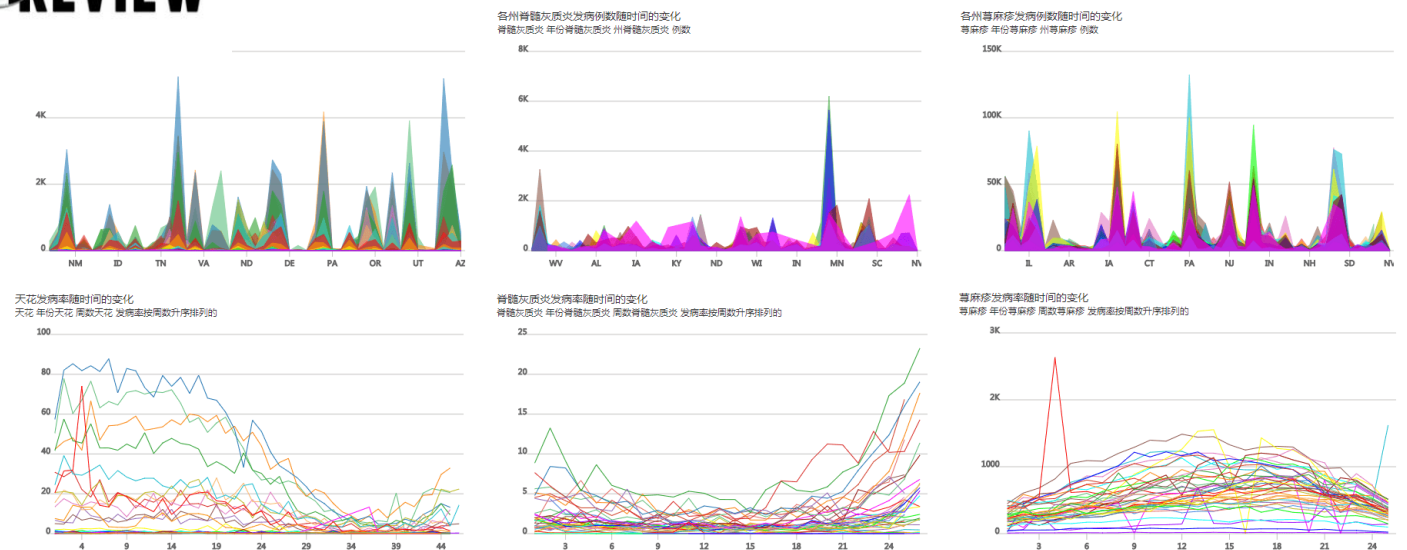 REVIEW
各州脊髓灰质炎发病例数随时间的变化
脊髓灰质炎 年份脊髓灰质炎 州脊髓灰质炎 例数
各州荨麻疹发病例数随时间的变化
荨麻疹 年份荨麻疹 州荨麻疹 例数
4K
2K
0
NM ID TN VA ND DE PA OR UT AZ
8K
6K
4K
2K
0
WV AL IA KY ND WI IN MN SC NV
150K
100K
50K
0
IL AR IA CT PA NJ IN NH SD NV
天花发病率随时间的变化
天花 年份天花 周数天花 发病率按周数升序排列的
100
80
60
40
20
0
4 14 19 24 29 34 39 44
脊髓灰质炎发病率随时间的变化
脊髓灰质炎 年份脊髓灰质炎 周数脊髓灰质炎 发病率按周数升序排列的
25
20
15
10
5
0
3 6 9 12 15 18 21 24
荨麻疹发病率随时间的变化
荨麻疹 年份荨麻疹 周数荨麻疹 发病率按周数升序排列的
3K
2K
1000
0
3 6 9 12 15 18 21 24